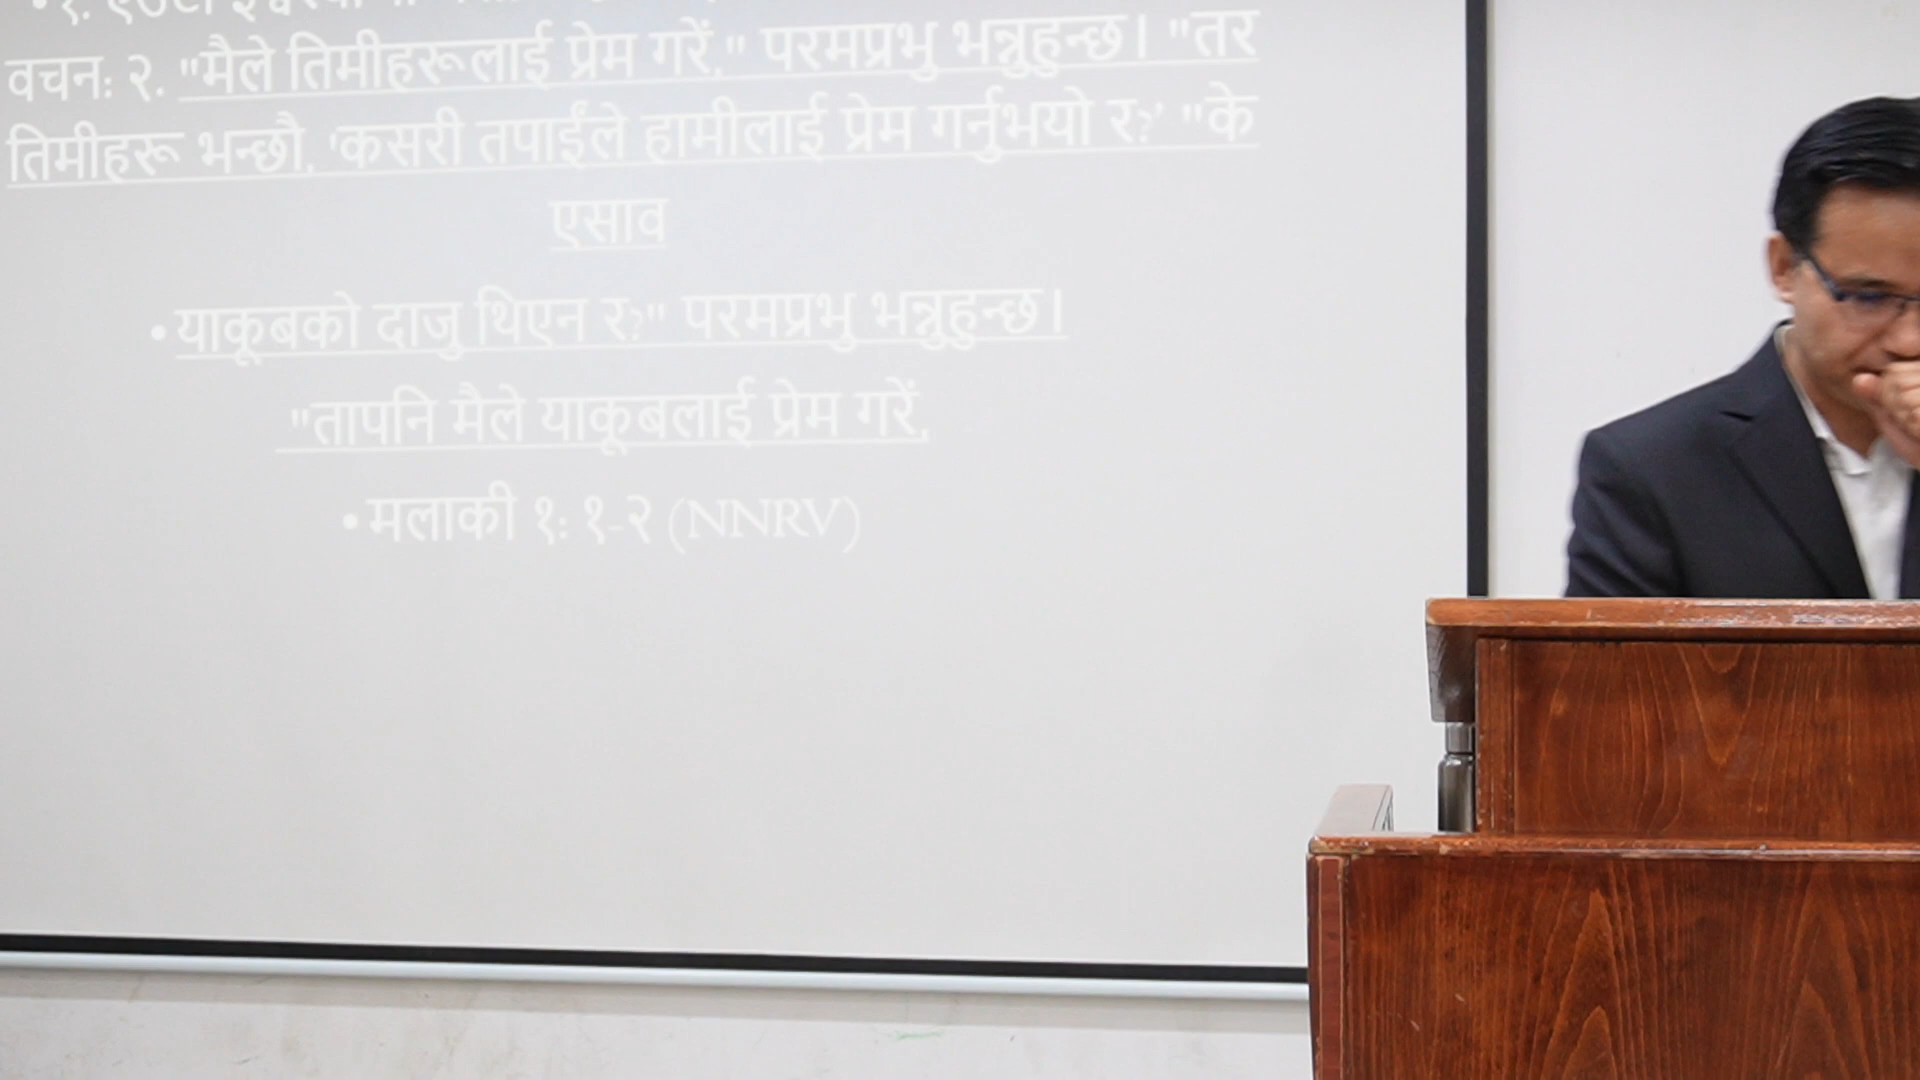 वचनः २. "मैले तिमीहरूलाई प्रेम गरें," परमप्रभु भन्नुहुन्छ। "तर
तिमीहरू भन्छौ, 'कसरी तपाईंले हामीलाई प्रेम गर्नुभयो र?' "के
एसाव
•याकूबको दाजु थिएन र?" परमप्रभु भन्नुहुन्छ।
"तापनि मैले याकूबलाई प्रेम गरें,
•मलाकी १: १-२ (NNRV)